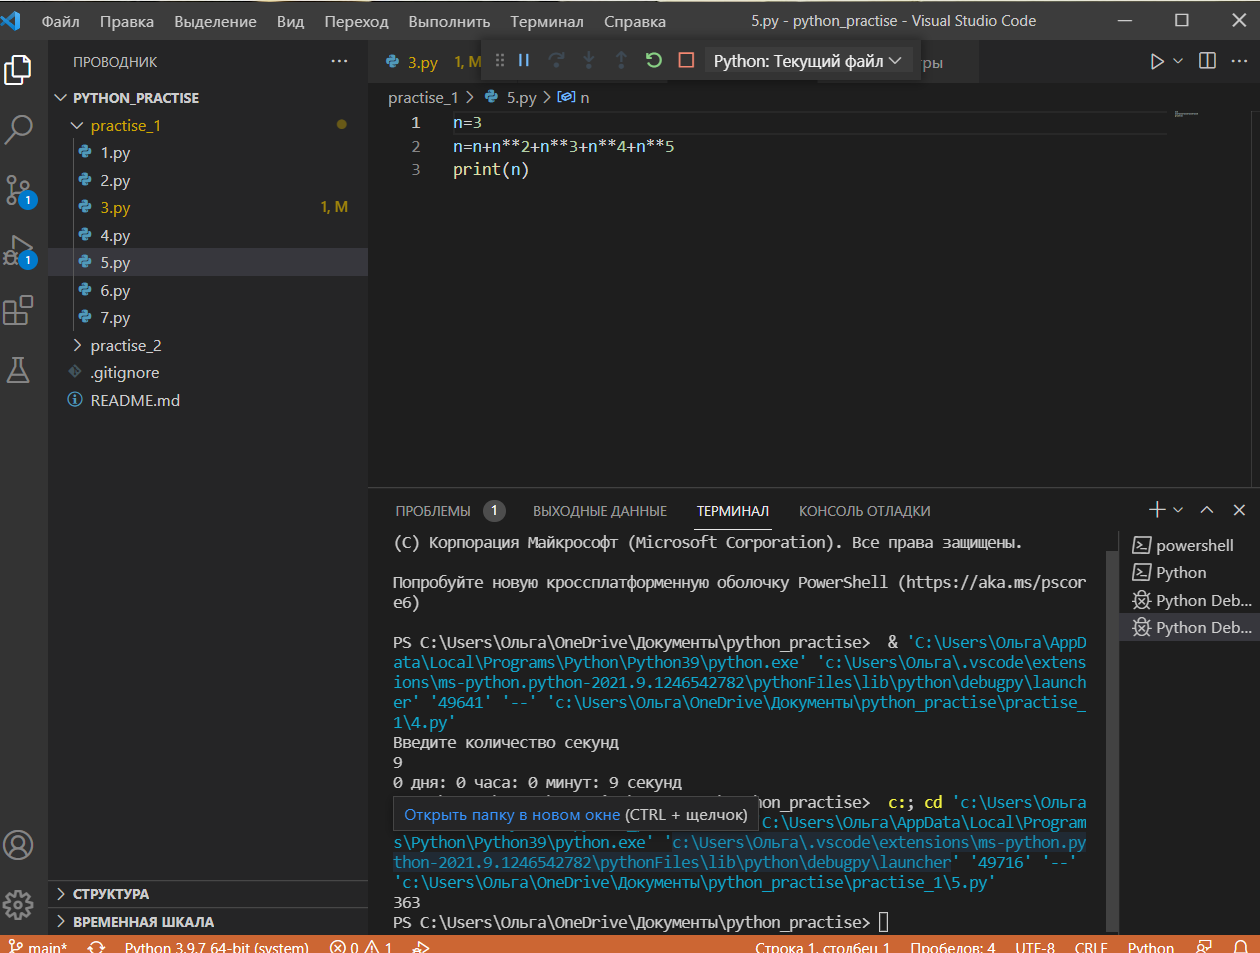 Файл Правка Выделение Вид Переход Выполнить Терминал Справка 5.py - python_practise - Visual Studio Code
ПРОВОДНИК
3.py 1, M Python: Текущий файл
PYTHON_PRACTISE
practise_1
1.py
2.py
3.py 1, M
4.py
5.py
6.py
7.py
practise_2
.gitignore
README.md
СТРУКТУРА
ВРЕМЕННАЯ ШКАЛА
1
1
practise_1 > 5.py > n
1 n=3
2 n=n+n**2+n**3+n**4+n**5
3 print(n)
ПРОБЛЕМЫ 1 ВЫХОДНЫЕ ДАННЫЕ ТЕРМИНАЛ КОНСОЛЬ ОТЛАДКИ
(C) Корпорация Майкрософт (Microsoft Corporation). Все права защищены.
Попробуйте новую кроссплатформенную оболочку PowerShell (https://aka.ms/pscor
e6)
PS C:\Users\Ольга\OneDrive\Документы\python_practise>  & 'C:\Users\Ольга\AppD
ata\Local\Programs\Python\Python39\python.exe' 'c:\Users\Ольга\.vscode\extens
ions\ms-python.python-2021.9.1246542782\pythonFiles\lib\python\debugpy\launch
er' '49641' '--' 'c:\Users\Ольга\OneDrive\Документы\python_practise\practise_
1\4.py'
Введите количество секунд
9
0 дня: 0 часа: 0 минут: 9 секунд
hon_practise>  c:; cd 'c:\Users\Ольга
Открыть папку в новом окне (CTRL + щелчок)
C:\Users\Ольга\AppData\Local\Program
s\Python\Python39\python.exe' 'c:\Users\Ольга\.vscode\extensions\ms-python.py
thon-2021.9.1246542782\pythonFiles\lib\python\debugpy\launcher' '49716' '--'
'c:\Users\Ольга\OneDrive\Документы\python_practise\practise_1\5.py'
363
PS C:\Users\Ольга\OneDrive\Документы\python_practise>
powershell
Python
Python Deb...
Python Deb...
main* Python 3.9.7 64-bit (system) 0 1 Строка 1, столбец 1 Пробелов: 4 UTF-8 CRLF Python